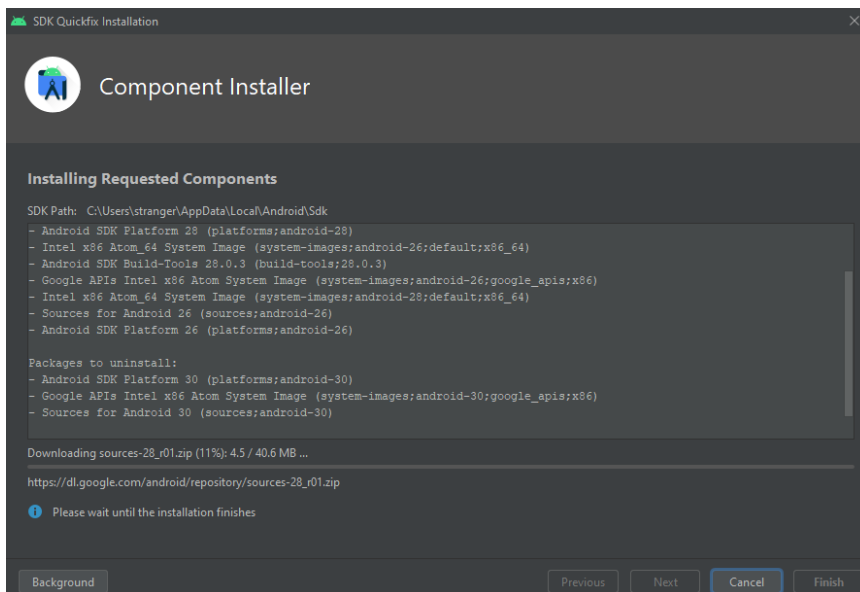 SDK Quickfix Installation
Component Installer
Installing Requested Components
SDK Path: C:\Users\stranger\AppData\Local\Android\Sdk
- Android SDK Platform 28 (platforms;android-28)
- Intel x86 Atom_64 System Image (system-images;android-26;default;x86_64)
- Android SDK Build-Tools 28.0.3 (build-tools;28.0.3)
- Google APIs Intel x86 Atom System Image (system-images;android-26;google_apis;x86)
- Intel x86 Atom_64 System Image (system-images;android-28;default;x86_64)
- Sources for Android 26 (sources;android-26)
- Android SDK Platform 26 (platforms;android-26)
Packages to uninstall:
- Android SDK Platform 30 (platforms;android-30)
- Google APIs Intel x86 Atom System Image (system-images;android-30;google_apis;x86)
- Sources for Android 30 (sources;android-30)
Downloading sources-28_r01.zip (11%): 4.5 / 40.6 MB ...
https://dl.google.com/android/repository/sources-28_r01.zip
Please wait until the installation finishes
Background Previous Next Cancel Finish